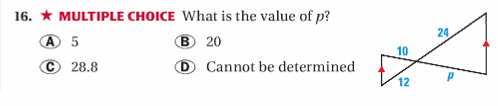 16. ★ MULTIPLE CHOICE What is the value of p?
A 5
B 20
C 28.8
D Cannot be determined
24
10
12
p